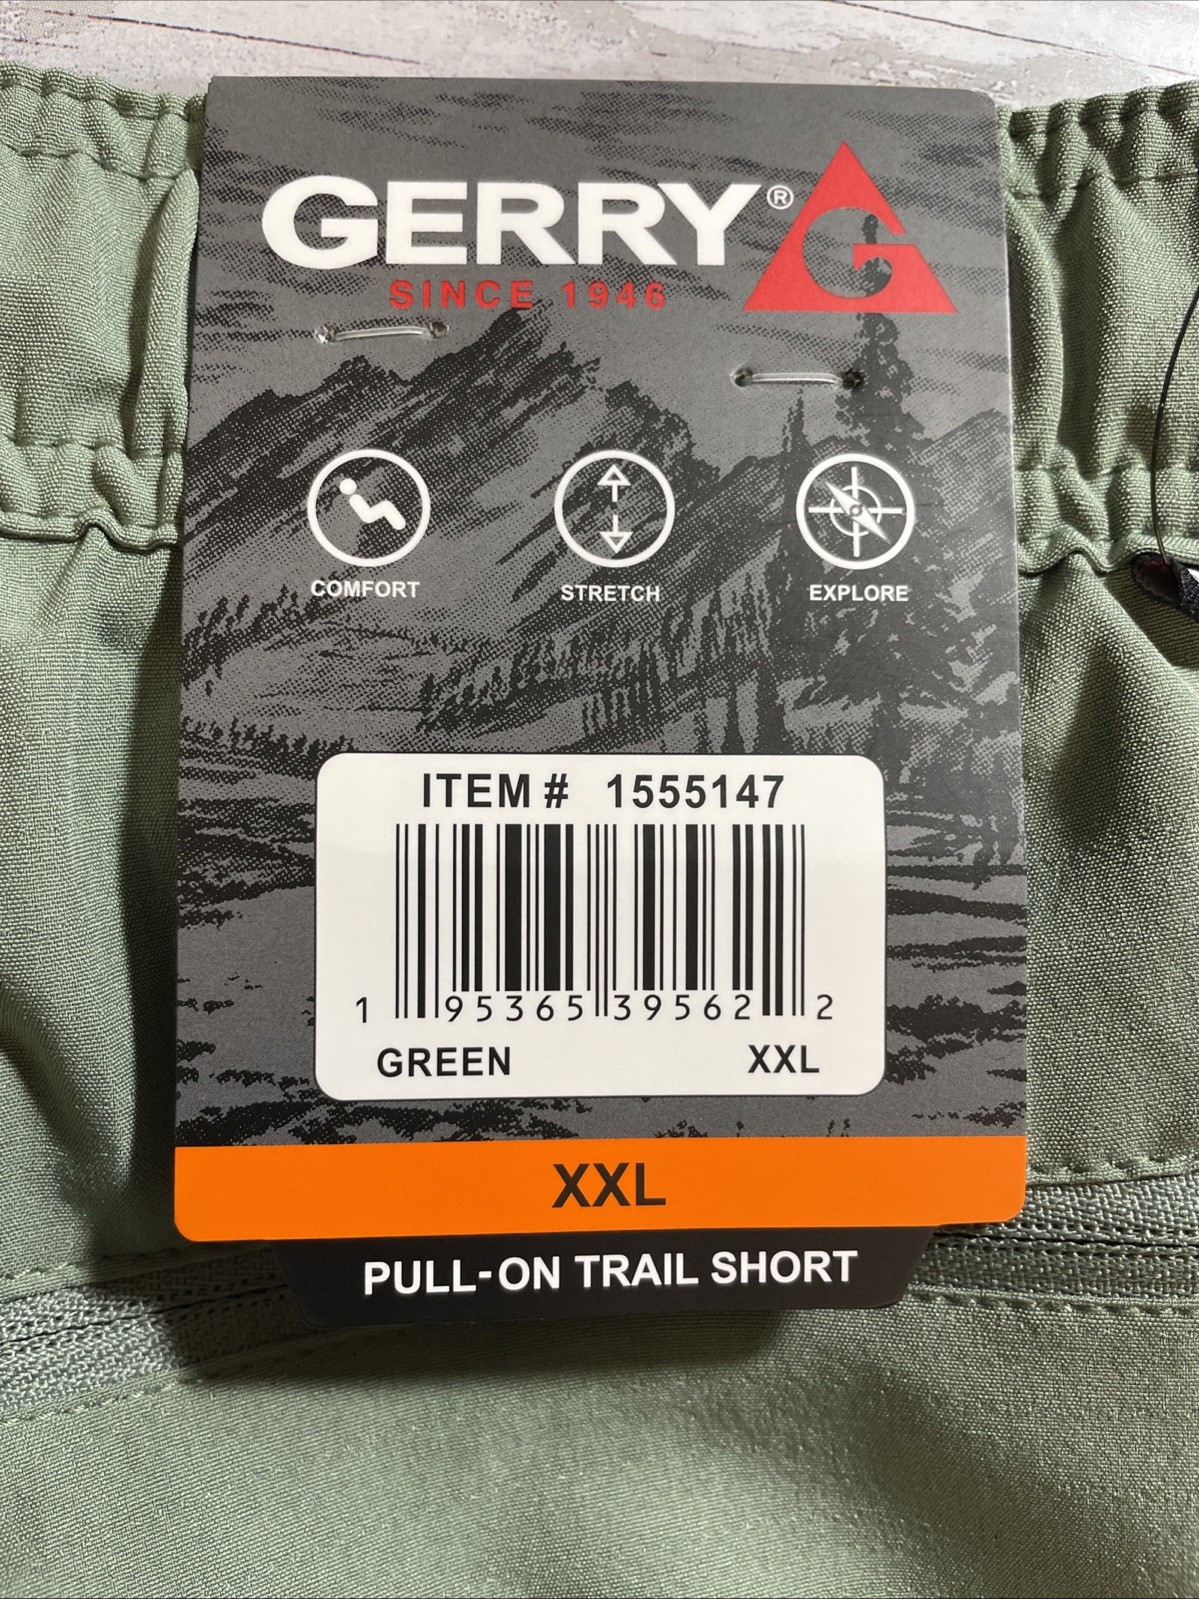 GERRY®
SINCE 1946
G
COMFORT STRETCH EXPLORE
ITEM # 1555147
1 95365 39562 2
GREEN XXL
XXL
PULL-ON TRAIL SHORT